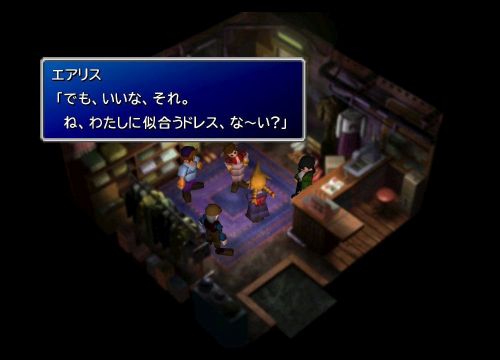 エアリス
「でも、いいな、それ。
ね、わたしに似合うドレス、な〜い?」